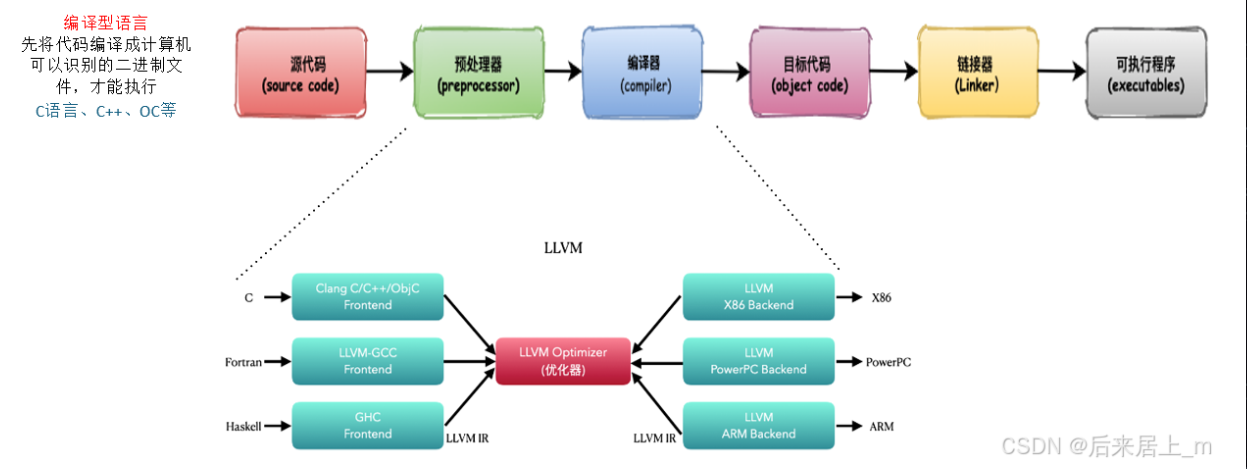 编译型语言
先将代码编译成计算机
可以识别的二进制文
件，才能执行
C语言、C++、OC等
源代码
(source code)
预处理器
(preprocessor)
编译器
(compiler)
目标代码
(object code)
链接器
(Linker)
可执行程序
(executables)
LLVM
C
Clang C/C++/ObjC
Frontend
LLVM
X86 Backend
X86
Fortran
LLVM-GCC
Frontend
LLVM Optimizer
(优化器)
LLVM
PowerPC Backend
PowerPC
Haskell
GHC
Frontend
LLVM IR
LLVM IR
LLVM
ARM Backend
ARM
CSDN @后来居上_m